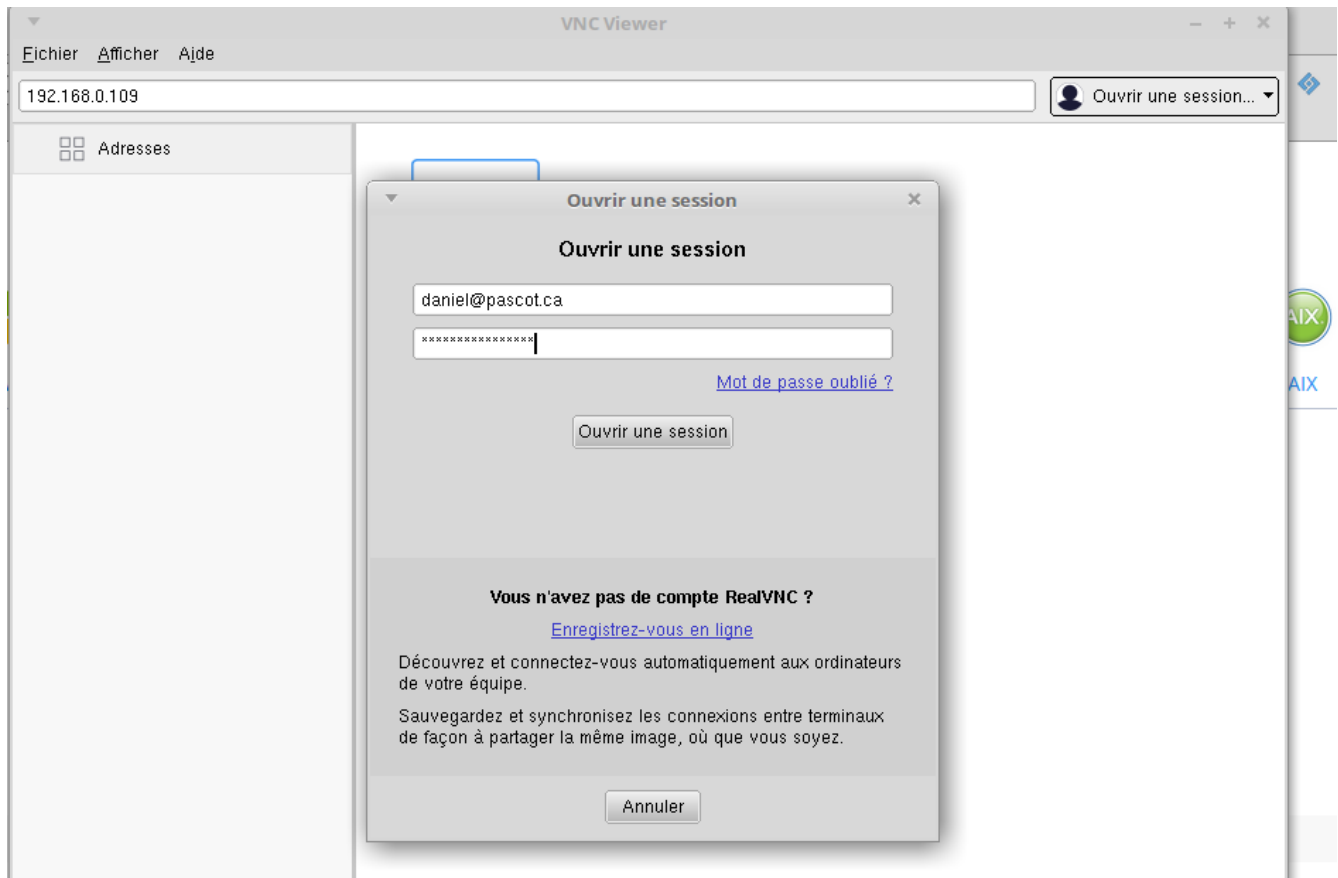 VNC Viewer
Fichier Afficher Aide
192.168.0.109
Ouvrir une session...
Adresses
Ouvrir une session
Ouvrir une session
daniel@pascot.ca
****************
Mot de passe oublié ?
Ouvrir une session
Vous n'avez pas de compte RealVNC ?
Enregistrez-vous en ligne
Découvrez et connectez-vous automatiquement aux ordinateurs
de votre équipe.
Sauvegardez et synchronisez les connexions entre terminaux
de façon à partager la même image, où que vous soyez.
Annuler
AIX
AIX